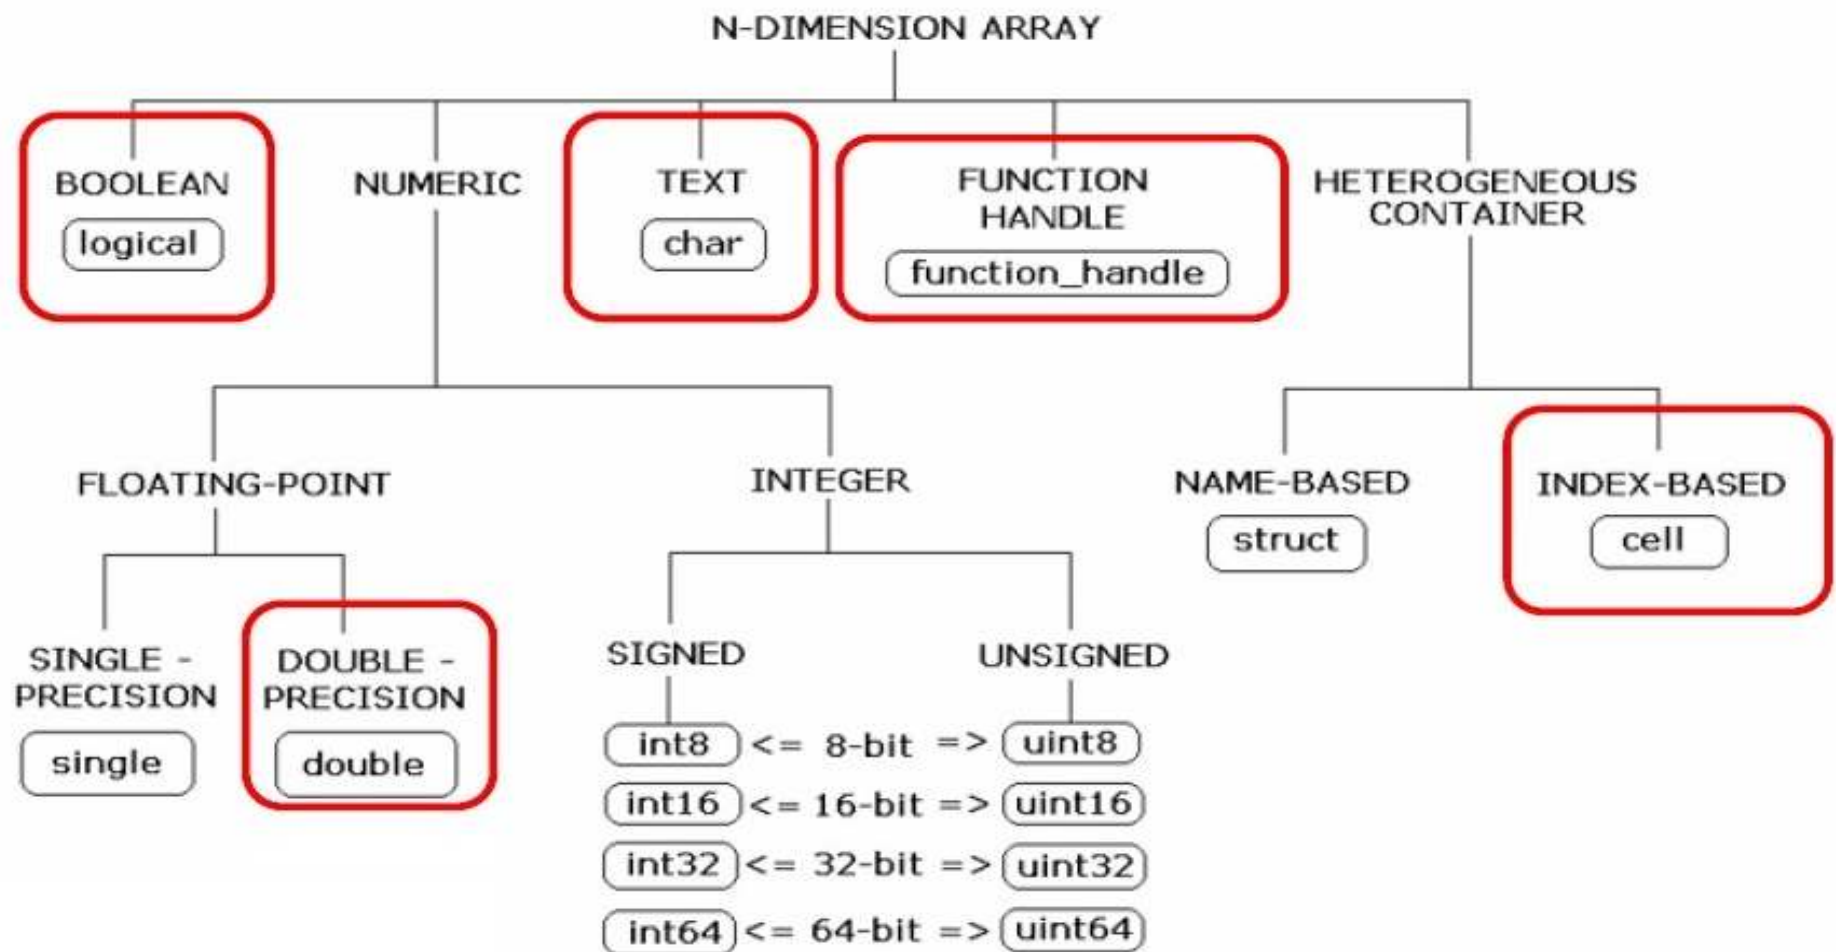 N-DIMENSION ARRAY
BOOLEAN
logical
NUMERIC
TEXT
char
FUNCTION
HANDLE
function_handle
HETEROGENEOUS
CONTAINER
FLOATING-POINT
INTEGER
NAME-BASED
struct
INDEX-BASED
cell
SINGLE -
PRECISION
single
DOUBLE -
PRECISION
double
SIGNED
UNSIGNED
int8 <= 8-bit => uint8
int16 <= 16-bit => uint16
int32 <= 32-bit => uint32
int64 <= 64-bit => uint64